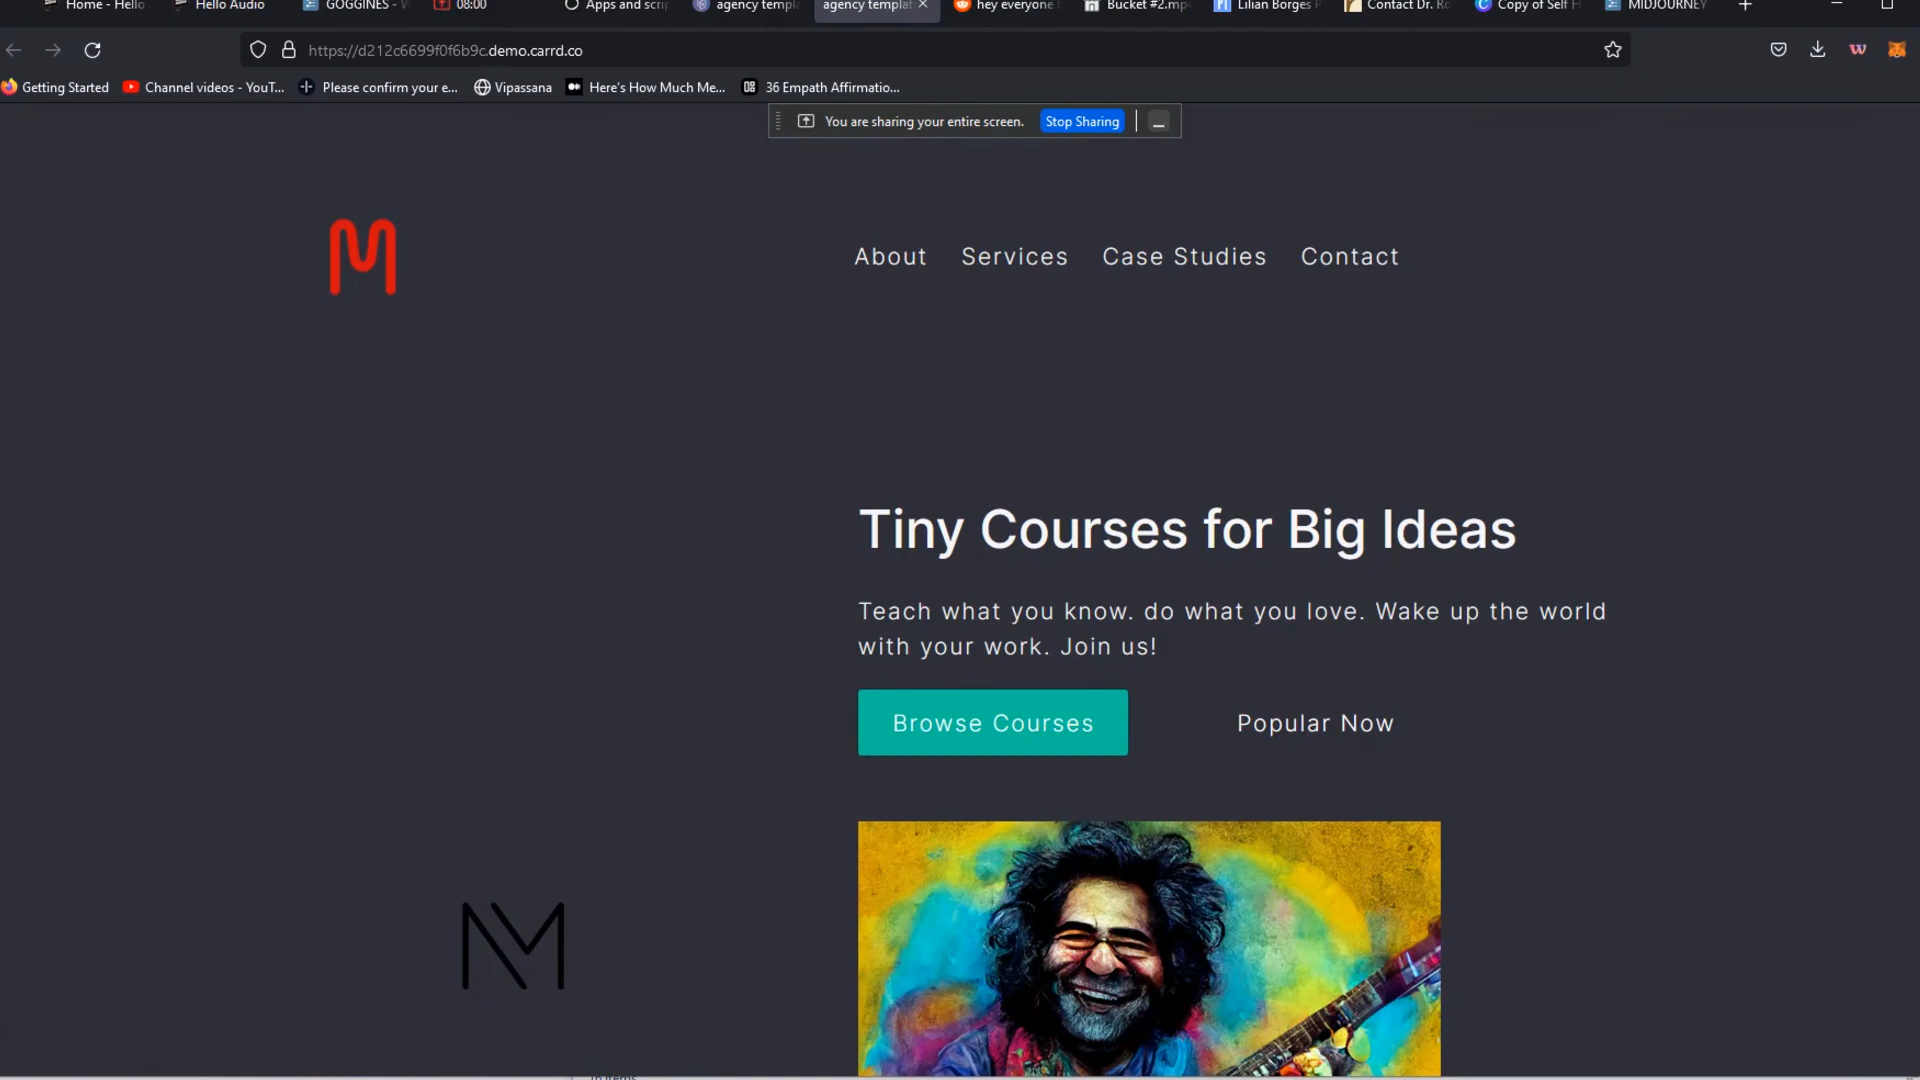 Home - Hello
Hello Audio
GOGGINES - W
08:00
Apps and scrip
agency templa
agency templat
hey everyone
Bucket #2.mp
Lilian Borges P
Contact Dr. Ro
Copy of Self H
MIDJOURNEY
https://d212c6699f0f6b9c.demo.carrd.co
Getting Started
Channel videos - YouT...
Please confirm your e...
Vipassana
Here's How Much Me...
36 Empath Affirmatio...
You are sharing your entire screen.
Stop Sharing
M
About
Services
Case Studies
Contact
Tiny Courses for Big Ideas
Teach what you know. do what you love. Wake up the world
with your work. Join us!
Browse Courses
Popular Now